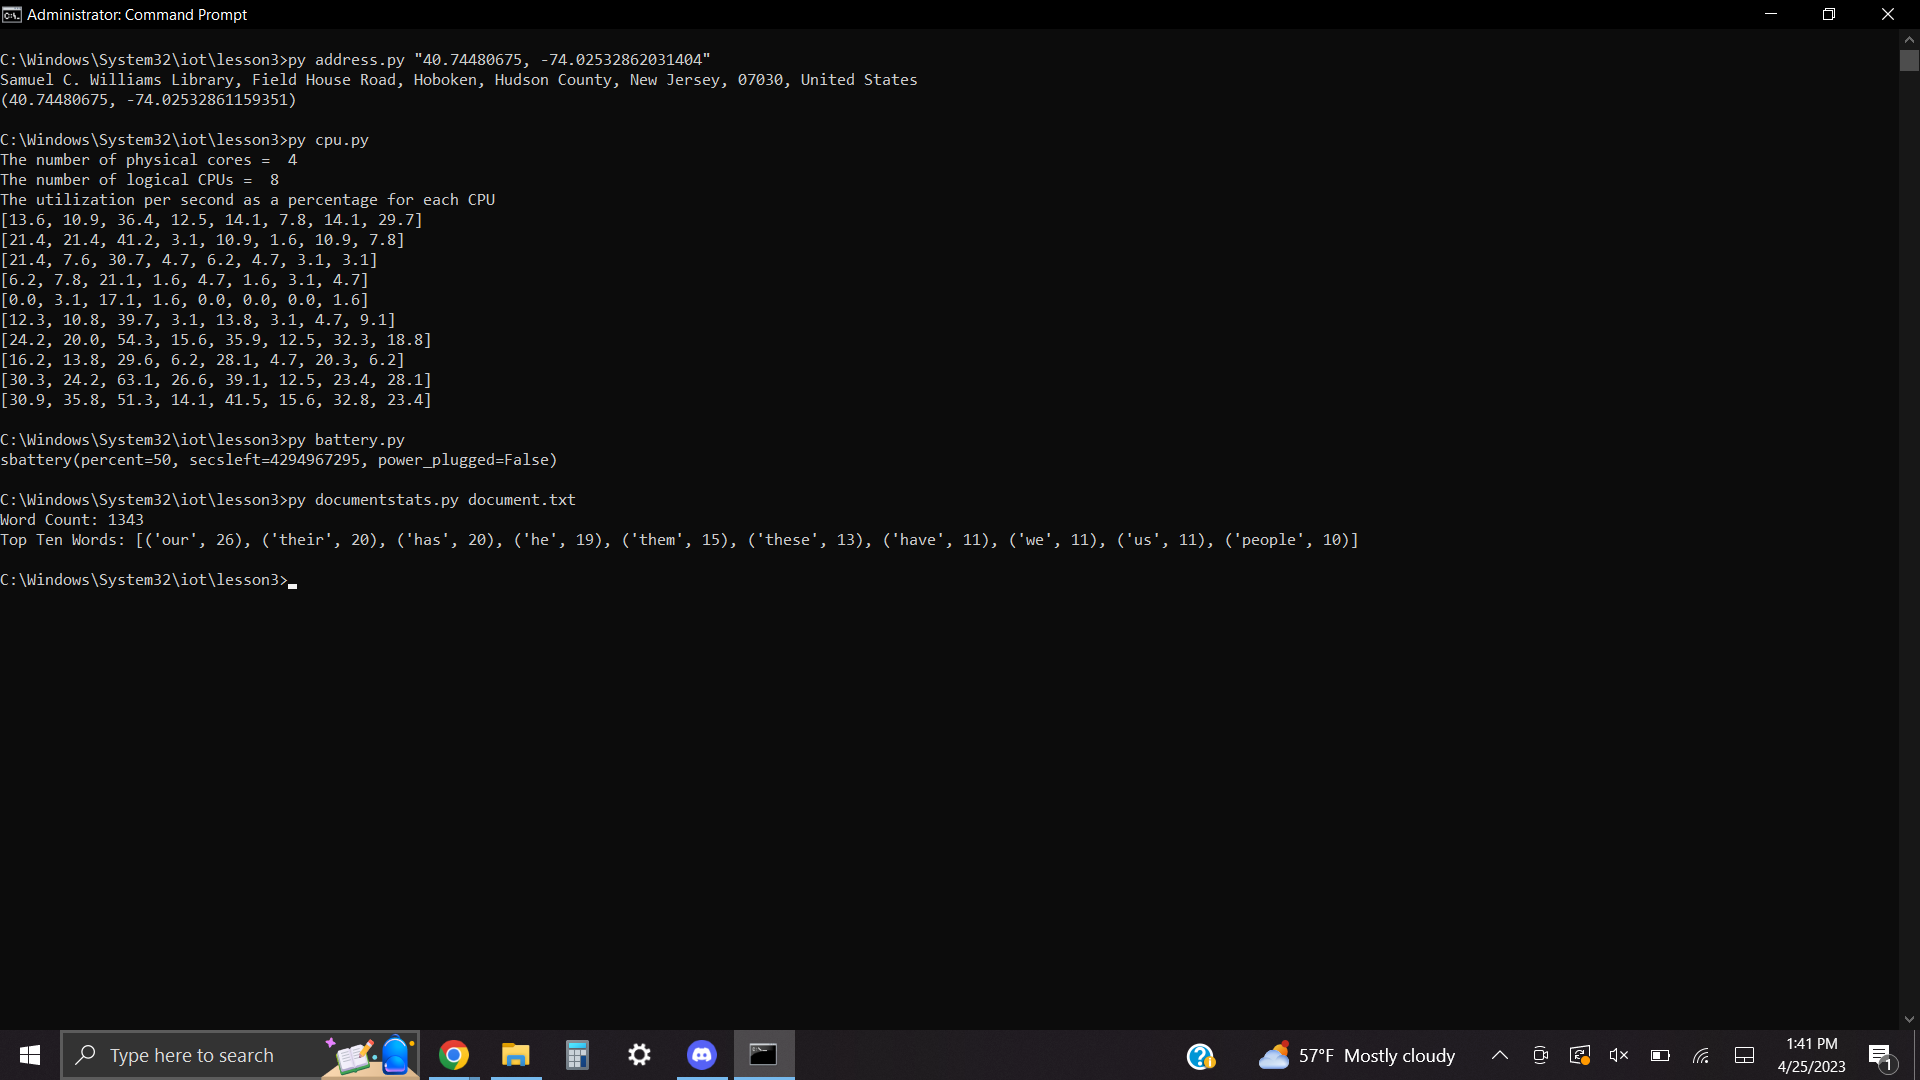 Administrator: Command Prompt
C:\Windows\System32\iot\lesson3>py address.py "40.74480675, -74.02532862031404"
Samuel C. Williams Library, Field House Road, Hoboken, Hudson County, New Jersey, 07030, United States
(40.74480675, -74.02532861159351)
C:\Windows\System32\iot\lesson3>py cpu.py
The number of physical cores =  4
The number of logical CPUs =  8
The utilization per second as a percentage for each CPU
[13.6, 10.9, 36.4, 12.5, 14.1, 7.8, 14.1, 29.7]
[21.4, 21.4, 41.2, 3.1, 10.9, 1.6, 10.9, 7.8]
[21.4, 7.6, 30.7, 4.7, 6.2, 4.7, 3.1, 3.1]
[6.2, 7.8, 21.1, 1.6, 4.7, 1.6, 3.1, 4.7]
[0.0, 3.1, 17.1, 1.6, 0.0, 0.0, 0.0, 1.6]
[12.3, 10.8, 39.7, 3.1, 13.8, 3.1, 4.7, 9.1]
[24.2, 20.0, 54.3, 15.6, 35.9, 12.5, 32.3, 18.8]
[16.2, 13.8, 29.6, 6.2, 28.1, 4.7, 20.3, 6.2]
[30.3, 24.2, 63.1, 26.6, 39.1, 12.5, 23.4, 28.1]
[30.9, 35.8, 51.3, 14.1, 41.5, 15.6, 32.8, 23.4]
C:\Windows\System32\iot\lesson3>py battery.py
sbattery(percent=50, secsleft=4294967295, power_plugged=False)
C:\Windows\System32\iot\lesson3>py documentstats.py document.txt
Word Count: 1343
Top Ten Words: [('our', 26), ('their', 20), ('has', 20), ('he', 19), ('them', 15), ('these', 13), ('have', 11), ('we', 11), ('us', 11), ('people', 10)]
C:\Windows\System32\iot\lesson3>
Type here to search
57°F Mostly cloudy
1:41 PM
4/25/2023
1